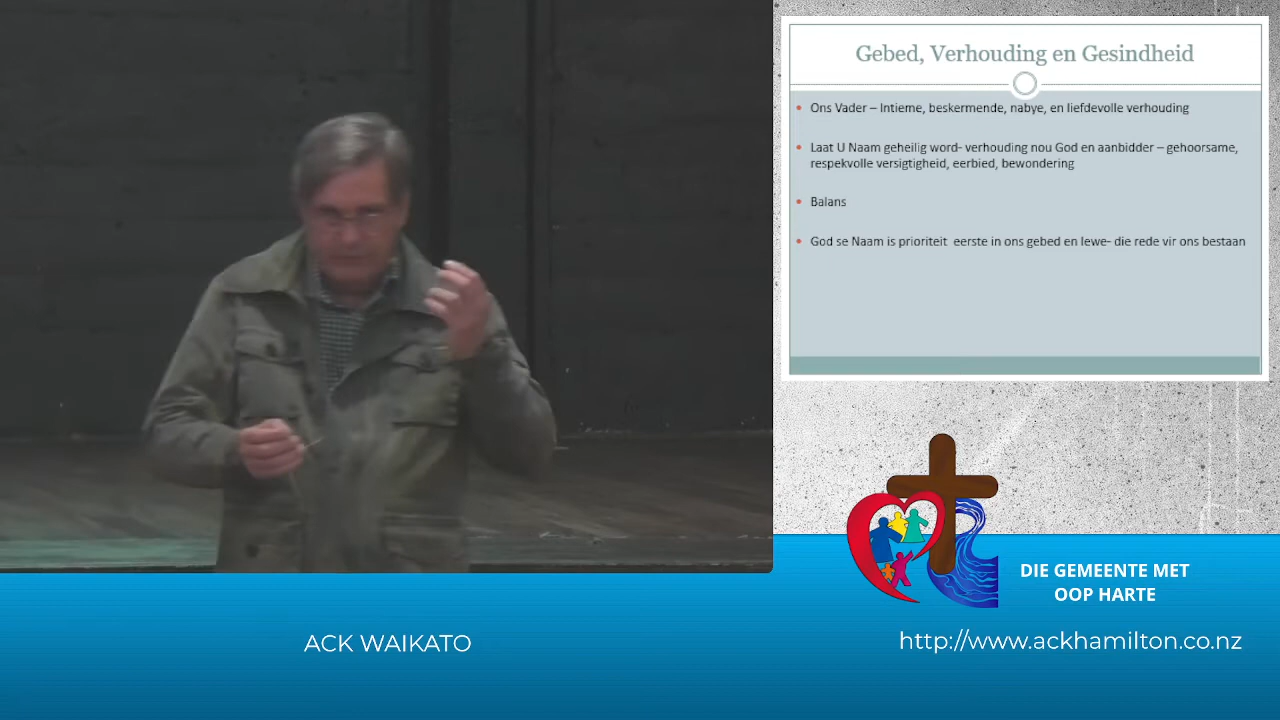 Gebed, Verhouding en Gesindheid
• Ons Vader – Intieme, beskermende, nabye, en liefdevolle verhouding
• Laat U Naam geheilig word- verhouding nou God en aanbidder – gehoorsame,
respekvolle versigtigheid, eerbied, bewondering
• Balans
• God se Naam is prioriteit eerste in ons gebed en lewe- die rede vir ons bestaan
DIE GEMEENTE MET
OOP HARTE
ACK WAIKATO
http://www.ackhamilton.co.nz